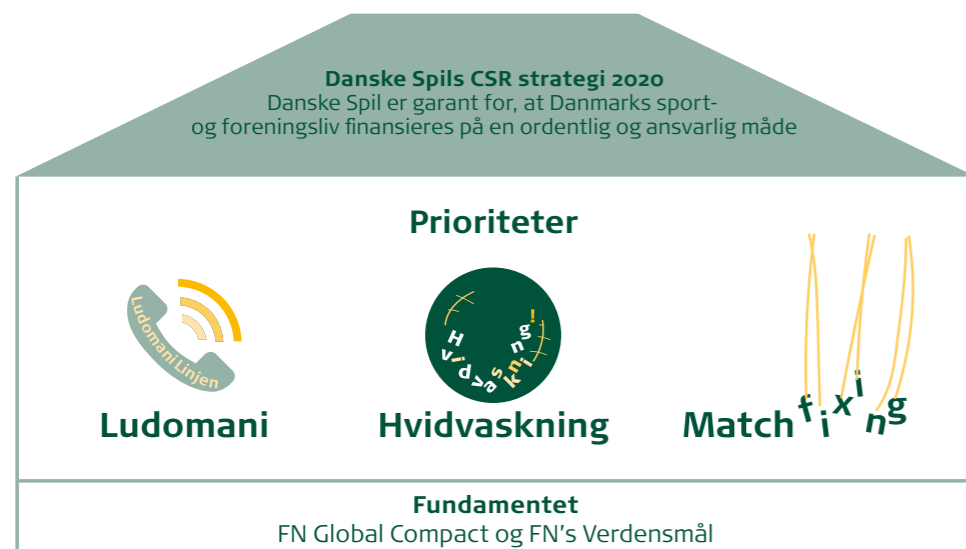 Danske Spils CSR strategi 2020
Danske Spil er garant for, at Danmarks sport-
og foreningsliv finansieres på en ordentlig og ansvarlig måde
Prioriteter
Ludomani Linjen
Hvidvaskning!
Ludomani
Hvidvaskning
Matchfixing
Fundamentet
FN Global Compact og FN's Verdensmål